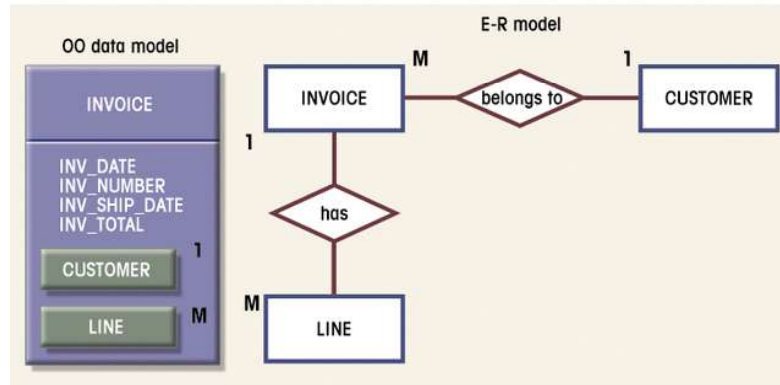 OO data model
INVOICE
INV_DATE
INV_NUMBER
INV_SHIP_DATE
INV_TOTAL
1
CUSTOMER
M
LINE
E-R model
M
1
INVOICE
belongs to
CUSTOMER
1
has
M
LINE